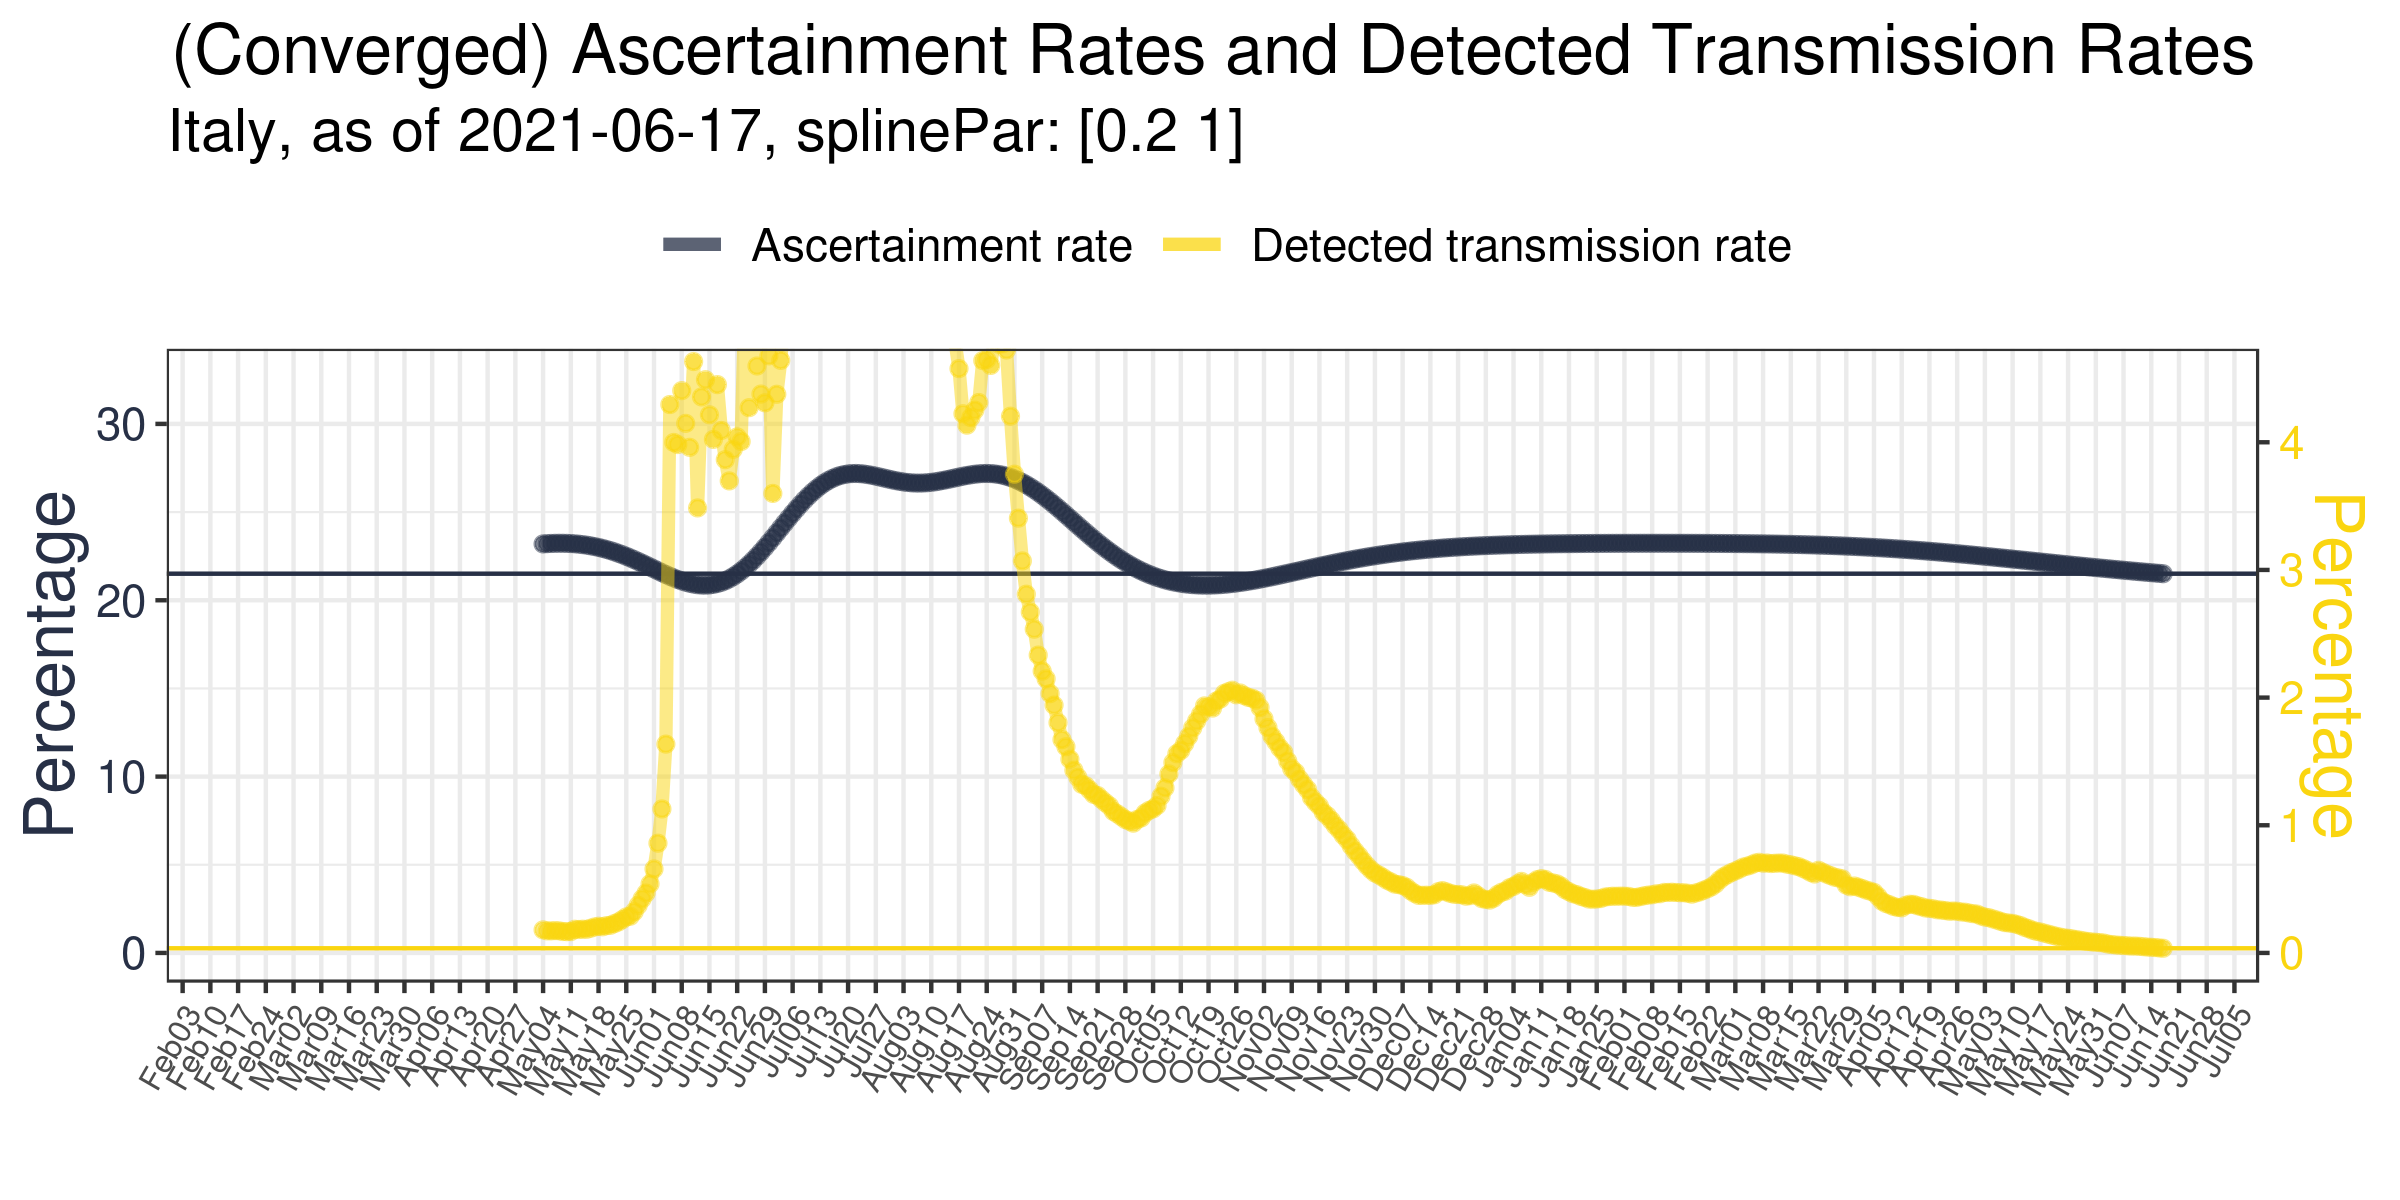 (Converged) Ascertainment Rates and Detected Transmission Rates
Italy, as of 2021-06-17, splinePar: [0.2 1]
Ascertainment rate Detected transmission rate
Percentage
30
20
10
0
4
3
2
1
0
Percentage
Feb03 Feb10 Feb17 Feb24 Mar02 Mar09 Mar16 Mar23 Mar30 Apr06 Apr13 Apr20 Apr27 May04 May11 May18 May25 Jun01 Jun08 Jun15 Jun22 Jun29 Jul06 Jul13 Jul20 Jul27 Aug03 Aug10 Aug17 Aug24 Aug31 Sep07 Sep14 Sep21 Sep28 Oct05 Oct12 Oct19 Oct26 Nov02 Nov09 Nov16 Nov23 Nov30 Dec07 Dec14 Dec21 Dec28 Jan04 Jan11 Jan18 Jan25 Feb01 Feb08 Feb15 Feb22 Mar01 Mar08 Mar15 Mar22 Mar29 Apr05 Apr12 Apr19 Apr26 May03 May10 May17 May24 May31 Jun07 Jun14 Jun21 Jun28 Jul05